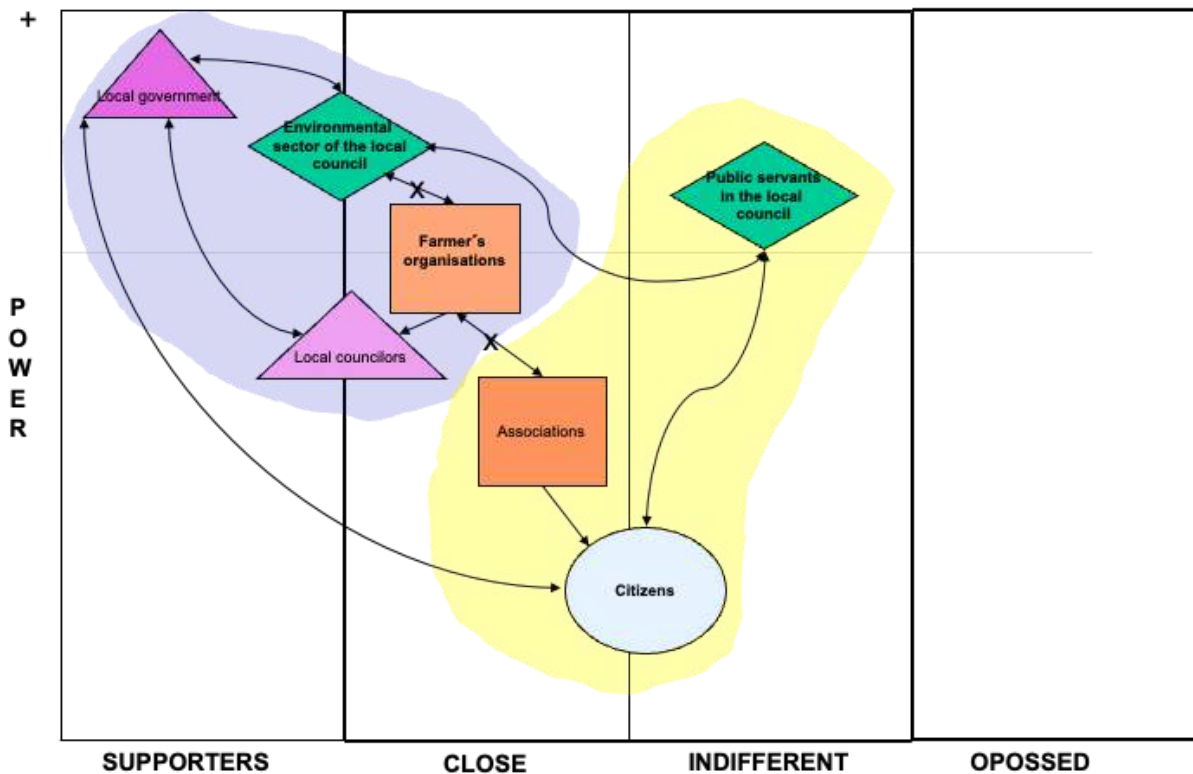 +
Local government
Environmental
sector of the local
council
X
Public servants
in the local
council
Farmer´s
organisations
P
O
W
E
R
X
Local councilors
Associations
Citizens
SUPPORTERS
CLOSE
INDIFFERENT
OPOSSED